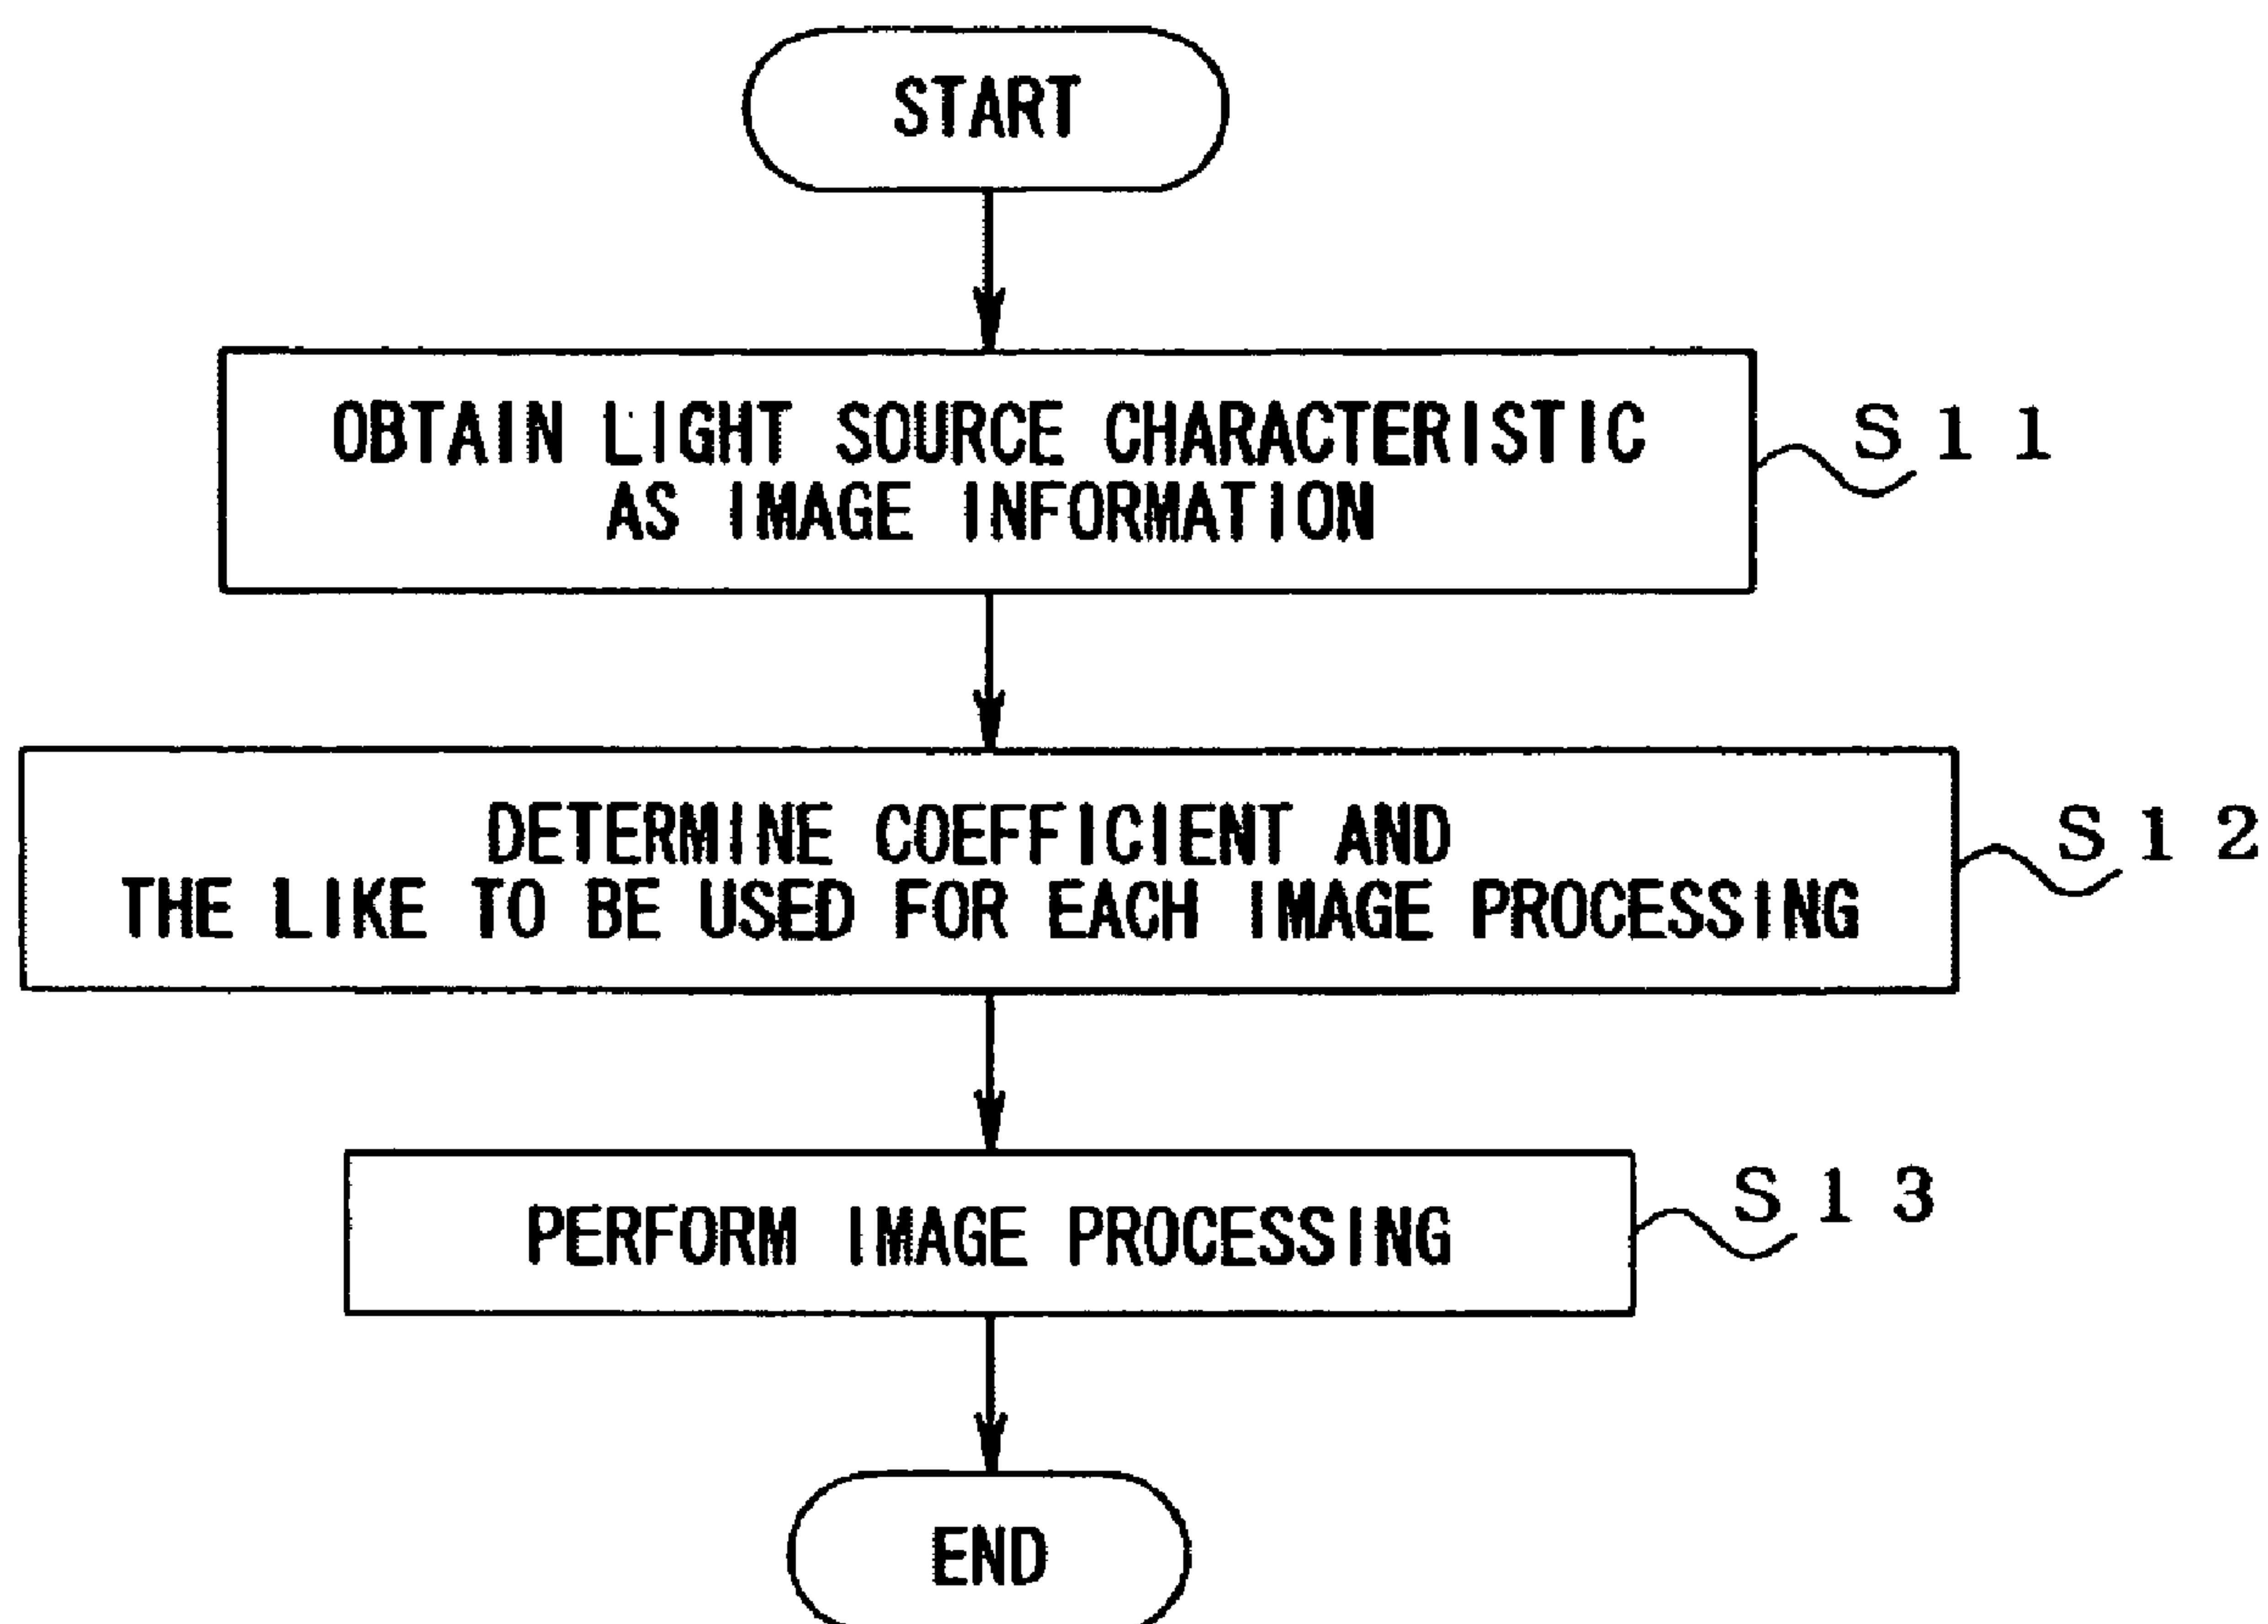 START
OBTAIN LIGHT SOURCE CHARACTERISTIC
AS IMAGE INFORMATION
S11
DETERMINE COEFFICIENT AND
THE LIKE TO BE USED FOR EACH IMAGE PROCESSING
S12
PERFORM IMAGE PROCESSING
S13
END